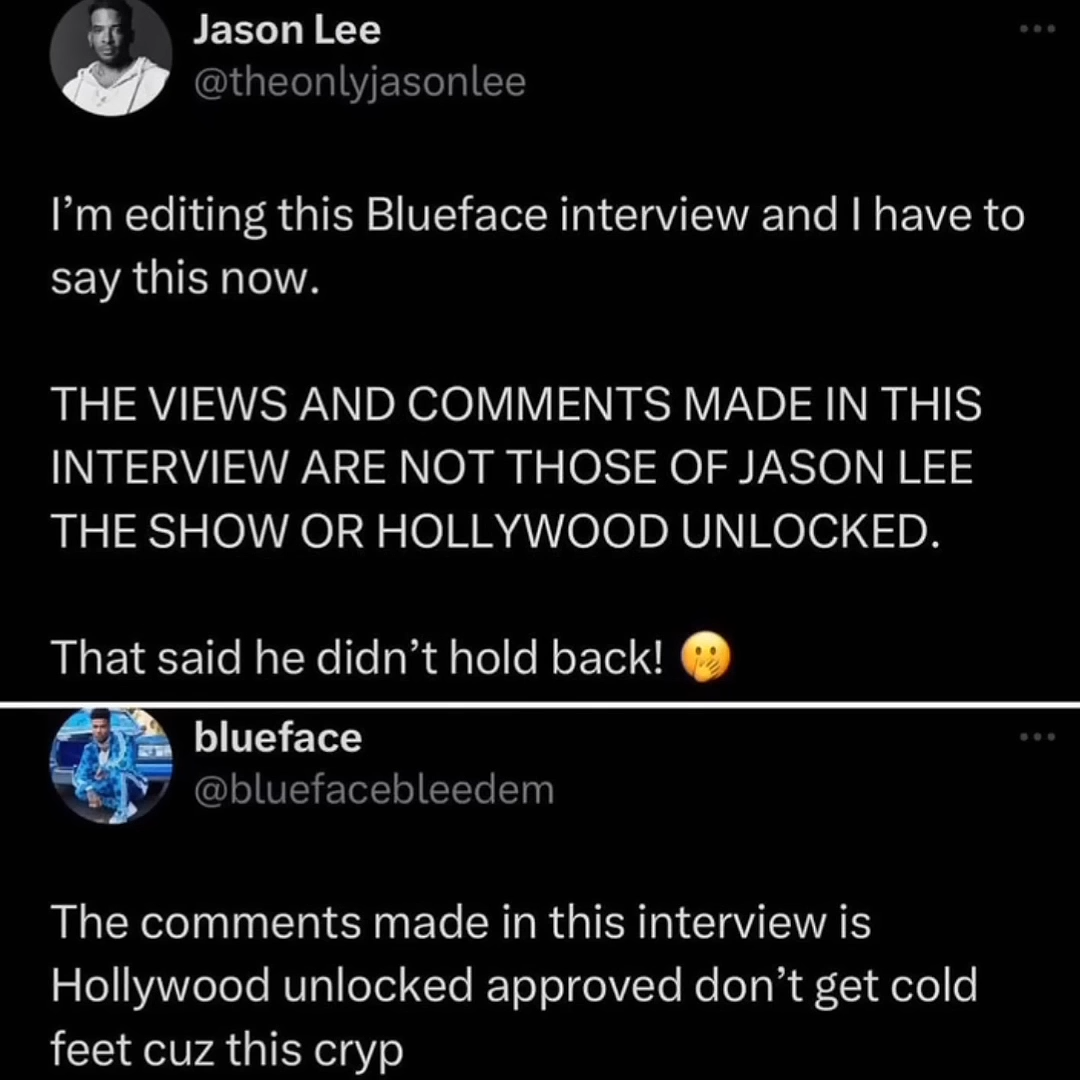 Jason Lee
@theonlyjasonlee
I’m editing this Blueface interview and I have to
say this now.
THE VIEWS AND COMMENTS MADE IN THIS
INTERVIEW ARE NOT THOSE OF JASON LEE
THE SHOW OR HOLLYWOOD UNLOCKED.
That said he didn’t hold back! 🫢
blueface
@bluefacebleedem
The comments made in this interview is
Hollywood unlocked approved don’t get cold
feet cuz this cryp